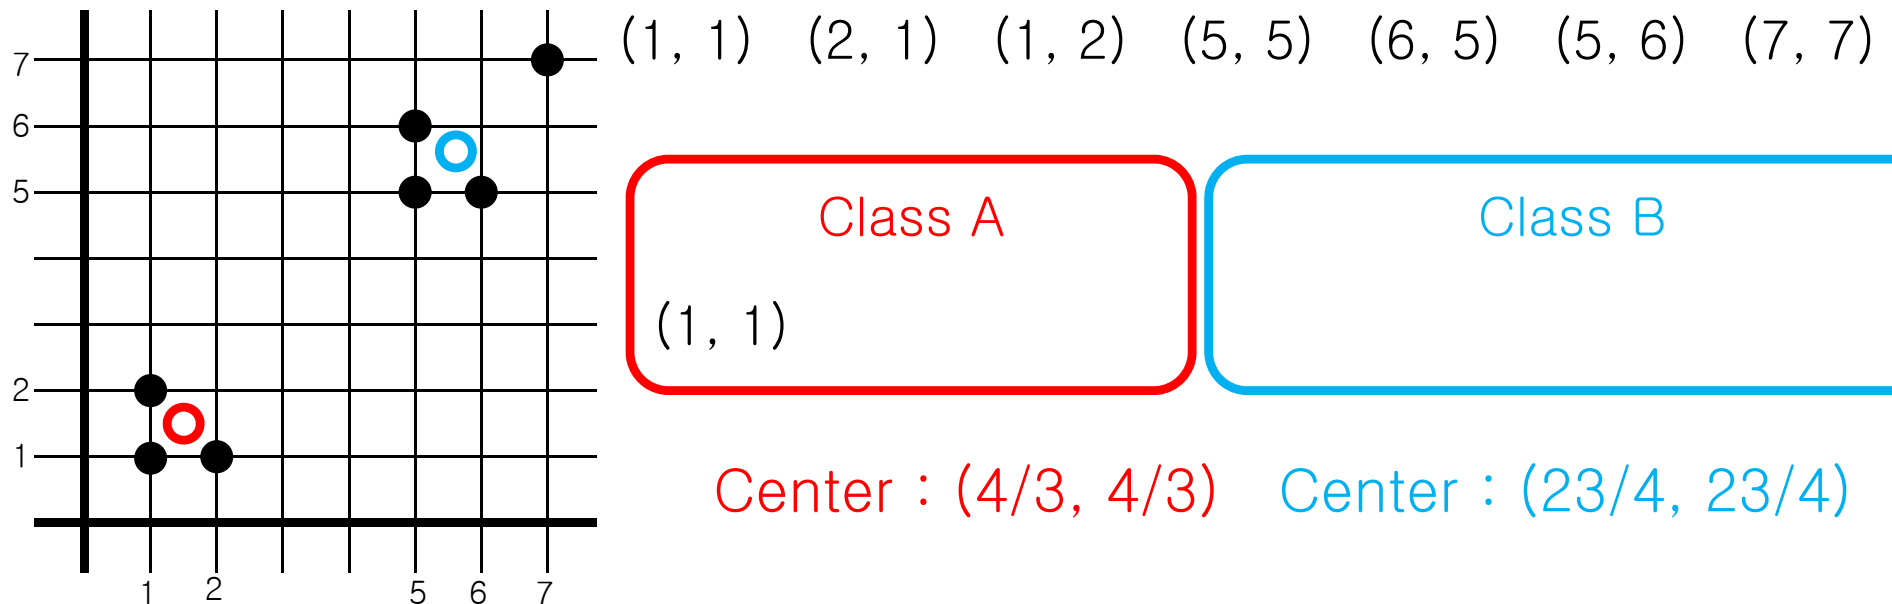 (1, 1) (2, 1) (1, 2) (5, 5) (6, 5) (5, 6) (7, 7)
7
6
5
2
1
1 2 5 6 7
Class A
(1, 1)
Class B
Center : (4/3, 4/3)
Center : (23/4, 23/4)